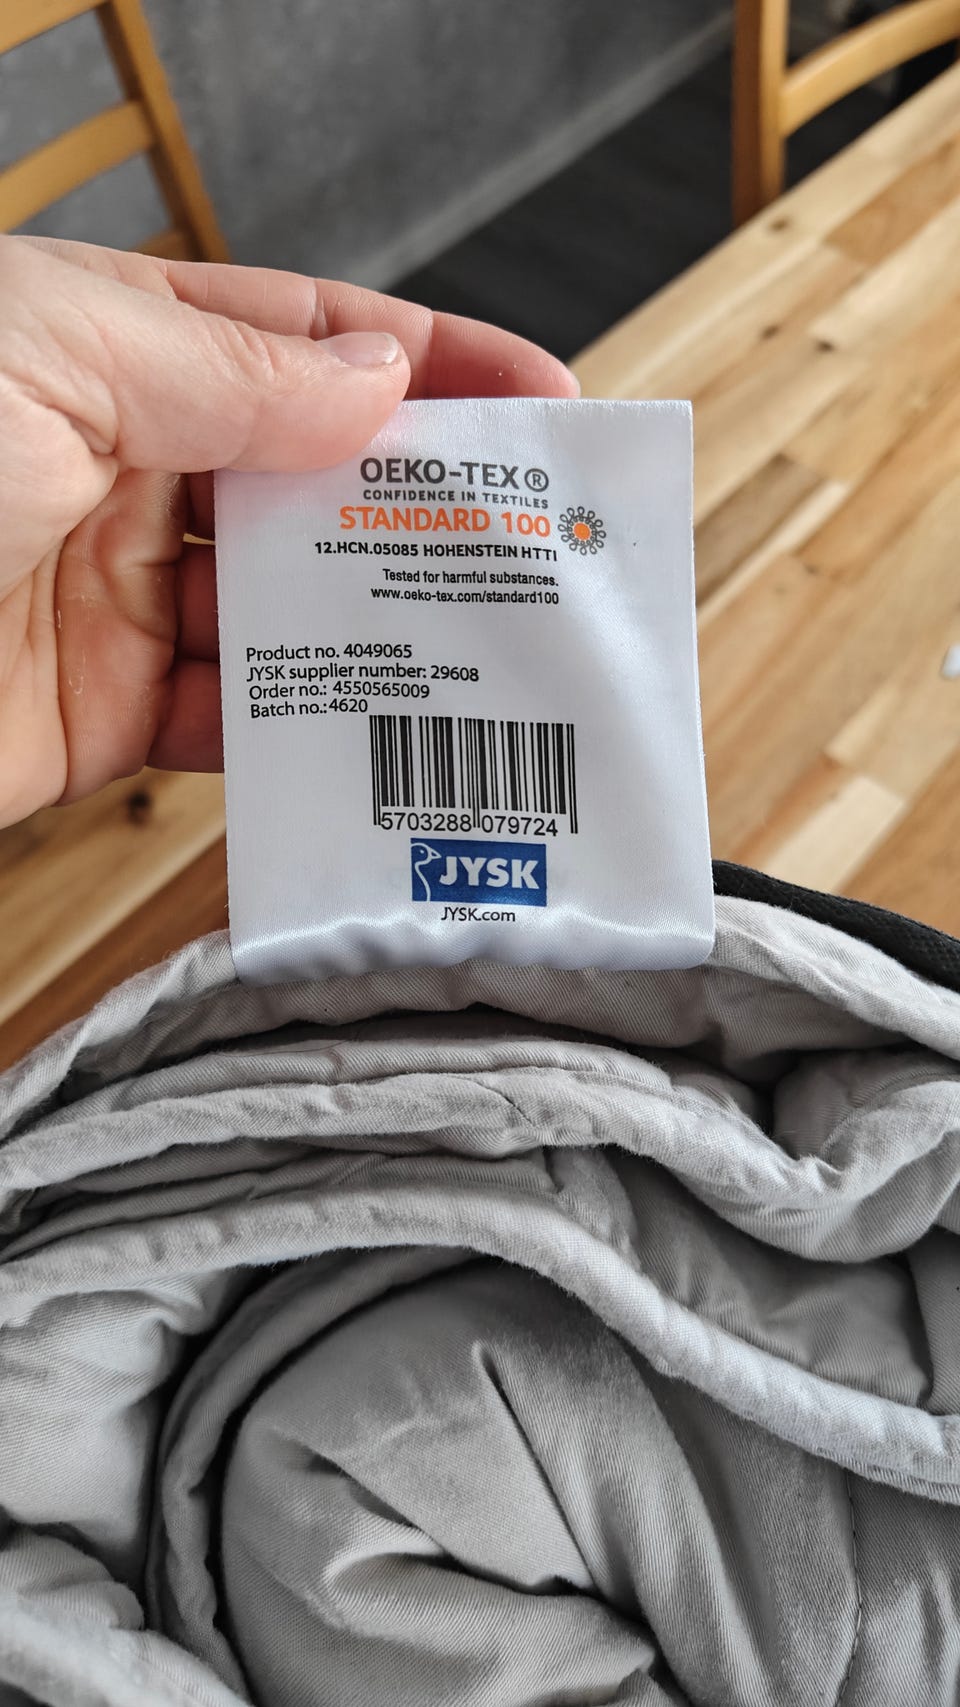 OEKO-TEX®
CONFIDENCE IN TEXTILES
STANDARD 100
12.HCN.05085 HOHENSTEIN HTTI
Tested for harmful substances.
www.oeko-tex.com/standard100
Product no. 4049065
JYSK supplier number: 29608
Order no.: 4550565009
Batch no.:4620
5703288 079724
JYSK
JYSK.com